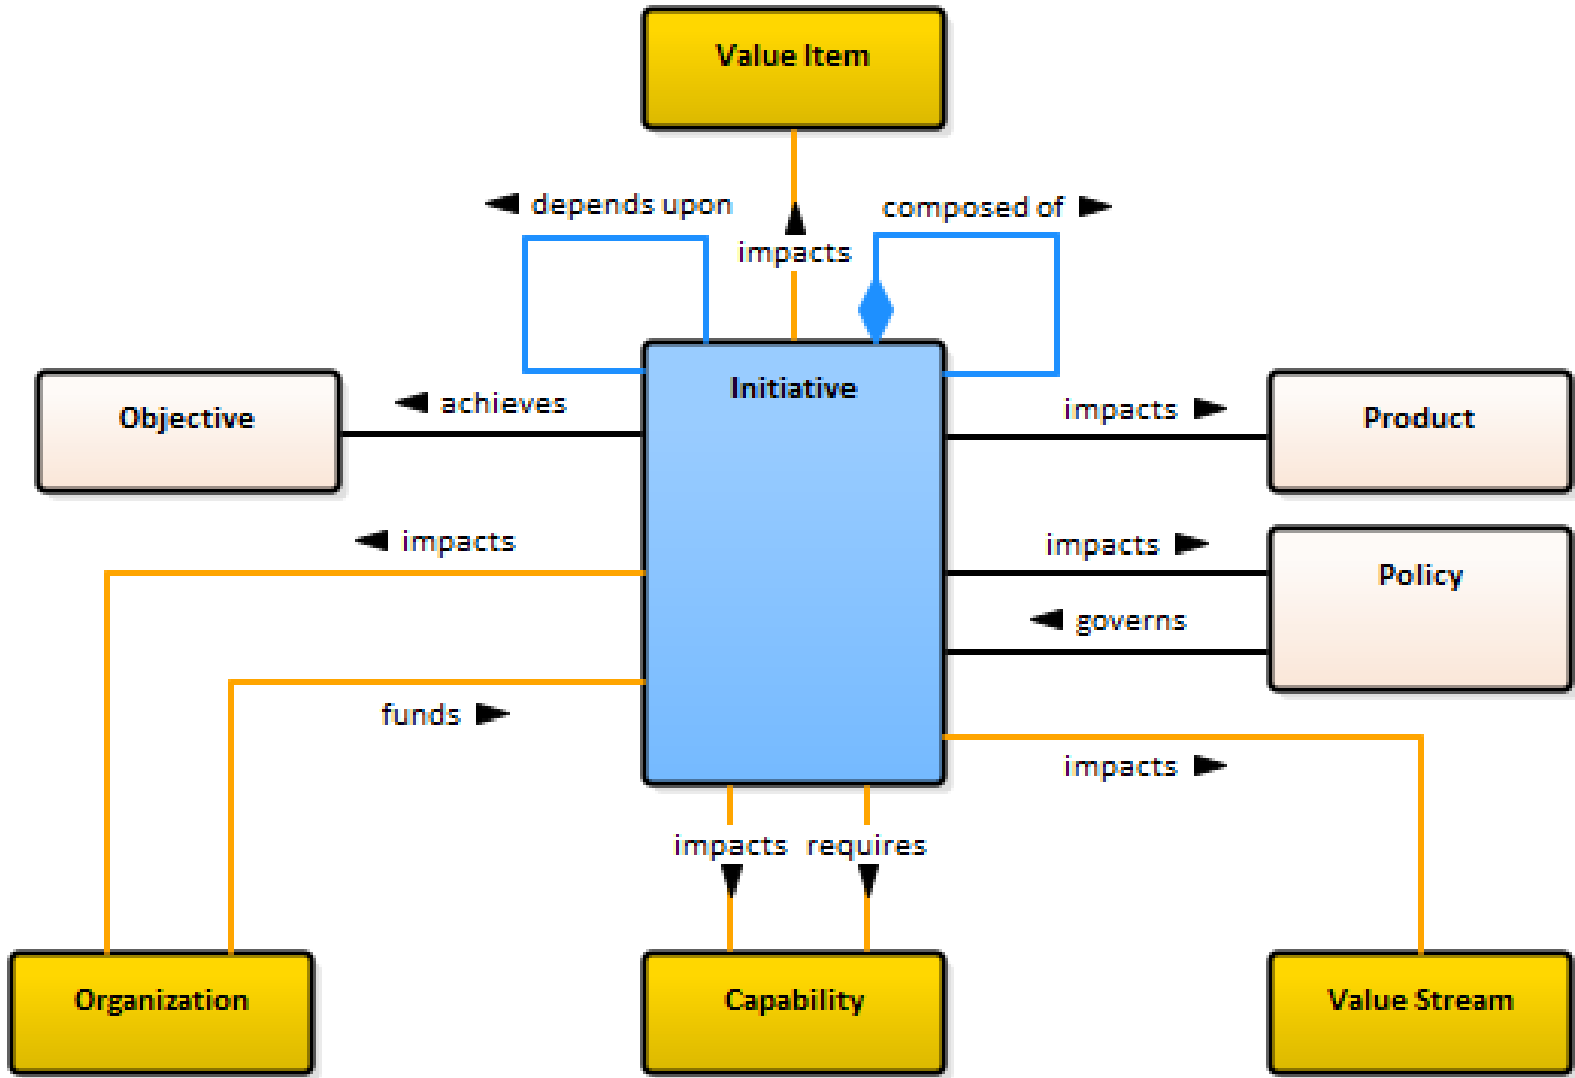 Value Item
depends upon
composed of
impacts
Initiative
Objective
achieves
impacts
Product
impacts
impacts
Policy
governs
funds
impacts
impacts
requires
Organization
Capability
Value Stream